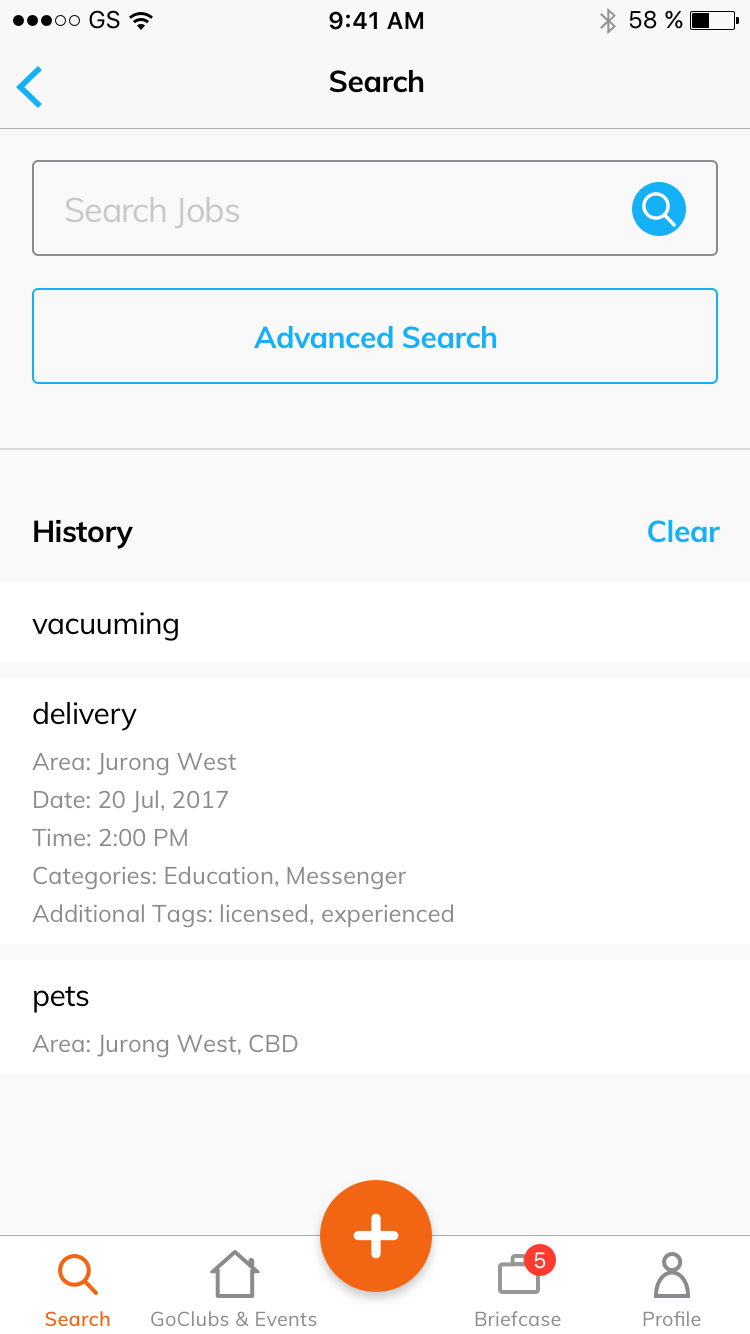 GS 9:41 AM 58 %
Search
Search Jobs
Advanced Search
History Clear
vacuuming
delivery
Area: Jurong West
Date: 20 Jul, 2017
Time: 2:00 PM
Categories: Education, Messenger
Additional Tags: licensed, experienced
pets
Area: Jurong West, CBD
5
Search GoClubs & Events Briefcase Profile